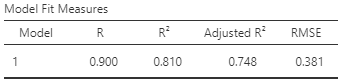 Model Fit Measures
Model R R² Adjusted R² RMSE
1 0.900 0.810 0.748 0.381